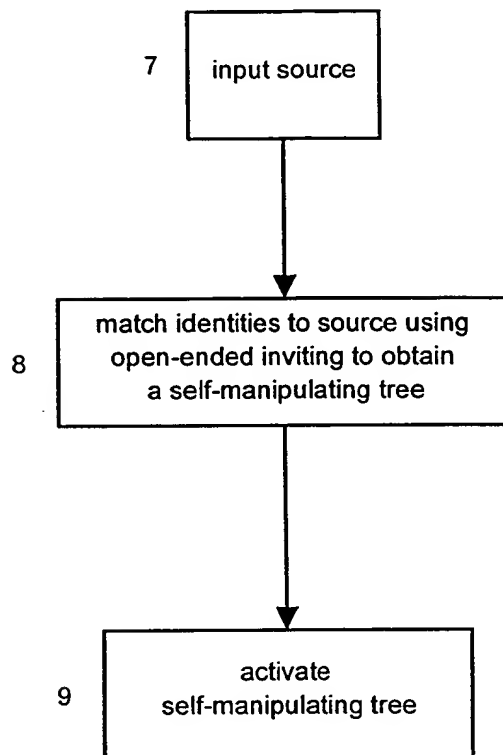 7
input source
8
match identities to source using
open-ended inviting to obtain
a self-manipulating tree
9
activate
self-manipulating tree